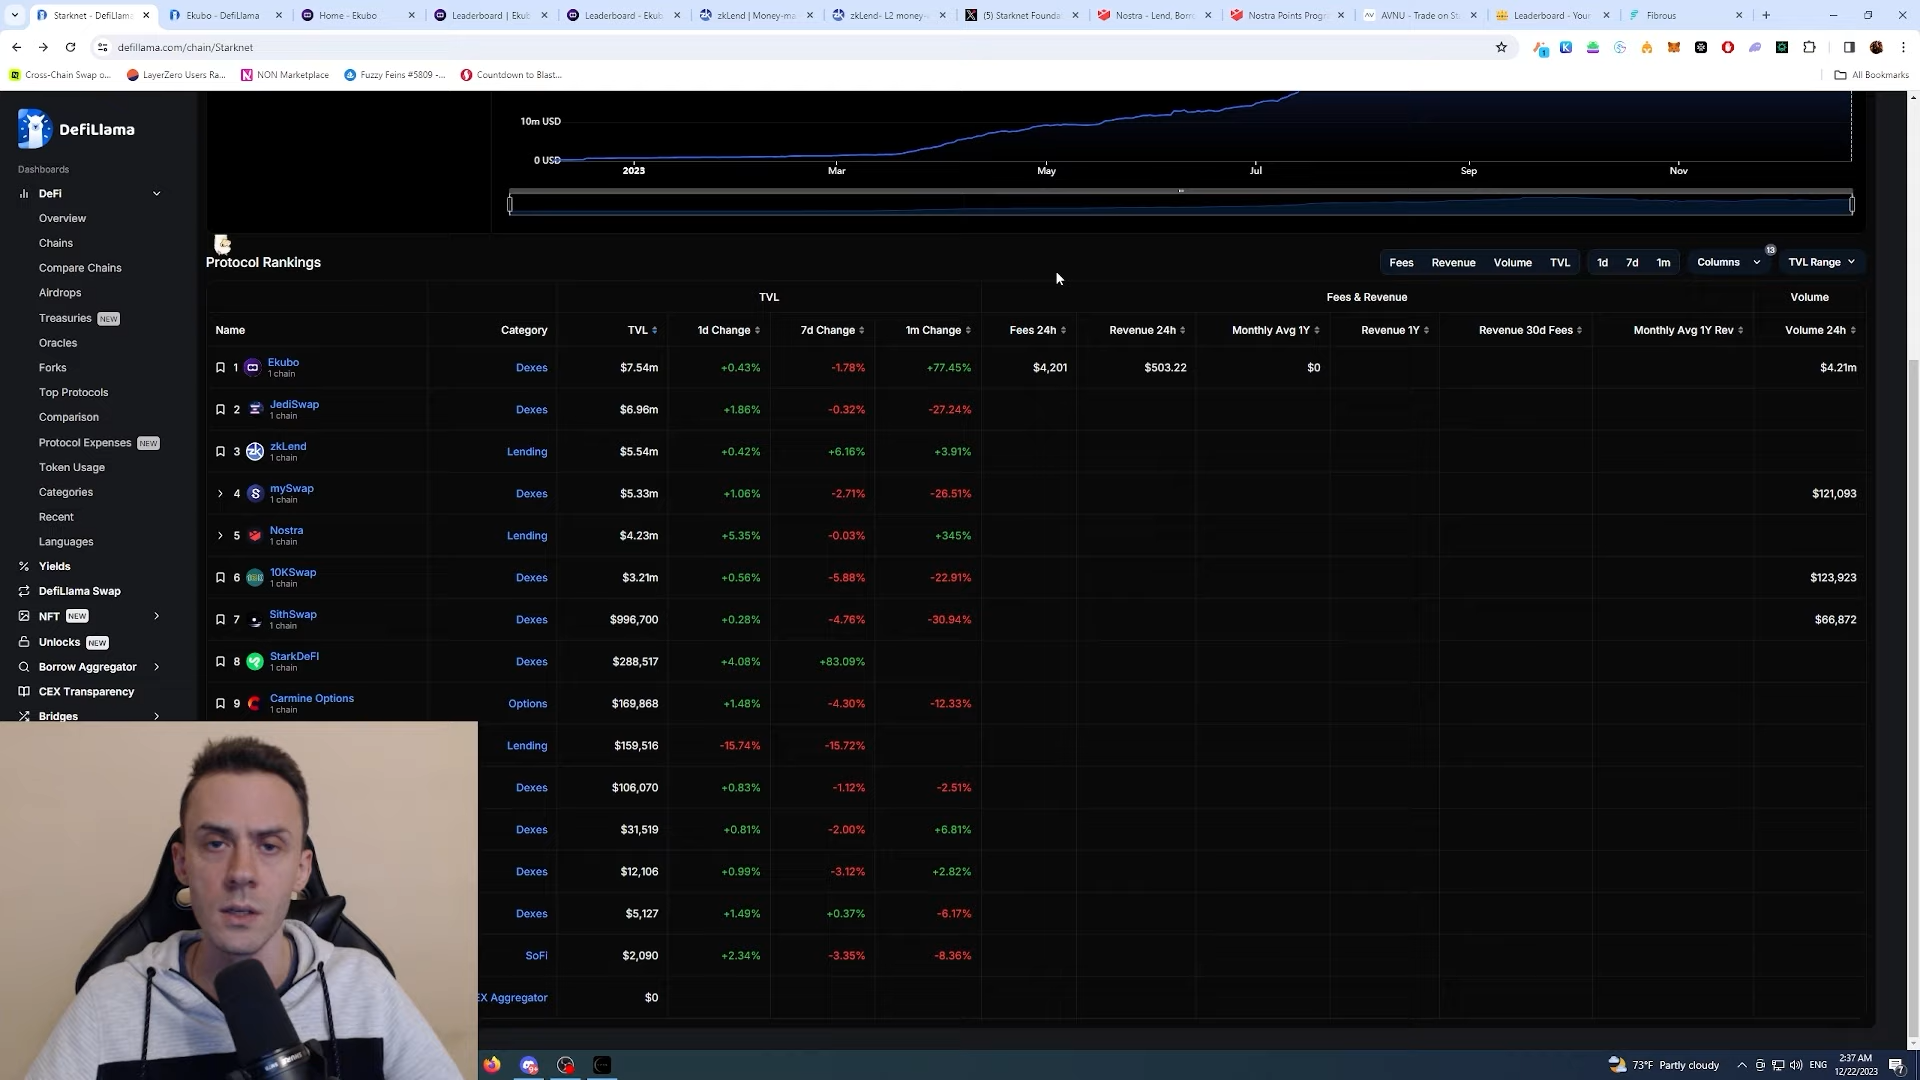 Starknet - DefiLlama
Ekubo - DefiLlama
Home - Ekubo
Leaderboard | Ekub
Leaderboard - Ekub
zkLend | Money-ma
zkLend- L2 money-
(5) Starknet Founda
Nostra - Lend, Borr
Nostra Points Progr
AVNU - Trade on St
Leaderboard - Your
Fibrous
defillama.com/chain/Starknet
Cross-Chain Swap o...
LayerZero Users Ra...
NON Marketplace
Fuzzy Feins #5809 -...
Countdown to Blast...
All Bookmarks
DefiLlama
Dashboards
DeFi
Overview
Chains
Compare Chains
Airdrops
Treasuries NEW
Oracles
Forks
Top Protocols
Comparison
Protocol Expenses NEW
Token Usage
Categories
Recent
Languages
Yields
DefiLlama Swap
NFT NEW
Unlocks NEW
Borrow Aggregator
CEX Transparency
Bridges
10m USD
0 USD
2023 Mar May Jul Sep Nov
Protocol Rankings
Fees Revenue Volume TVL
1d 7d 1m
Columns 13
TVL Range
TVL Fees & Revenue Volume
Name Category TVL 1d Change 7d Change 1m Change Fees 24h Revenue 24h Monthly Avg 1Y Revenue 1Y Revenue 30d Fees Monthly Avg 1Y Rev Volume 24h
1 Ekubo Dexes $7.54m +0.43% -1.78% +77.45% $4,201 $503.22 $0 $4.21m
1 chain
2 JediSwap Dexes $6.96m +1.86% -0.32% -27.24%
1 chain
3 zkLend Lending $5.54m +0.42% +6.16% +3.91%
1 chain
4 mySwap Dexes $5.33m +1.06% -2.71% -26.51% $121,093
1 chain
5 Nostra Lending $4.23m +5.35% -0.03% +345%
1 chain
6 10KSwap Dexes $3.21m +0.56% -5.88% -22.91% $123,923
1 chain
7 SithSwap Dexes $996,700 +0.28% -4.76% -30.94% $66,872
1 chain
8 StarkDeFi Dexes $288,517 +4.08% +83.09%
1 chain
9 Carmine Options Options $169,868 +1.48% -4.30% -12.33%
1 chain
Lending $159,516 -15.74% -15.72%
Dexes $106,070 +0.83% -1.12% -2.51%
Dexes $31,519 +0.81% -2.00% +6.81%
Dexes $12,106 +0.99% -3.12% +2.82%
Dexes $5,127 +1.49% +0.37% -6.17%
SoFi $2,090 +2.34% -3.35% -8.36%
EX Aggregator $0
73°F Partly cloudy
ENG
2:37 AM
12/22/2023